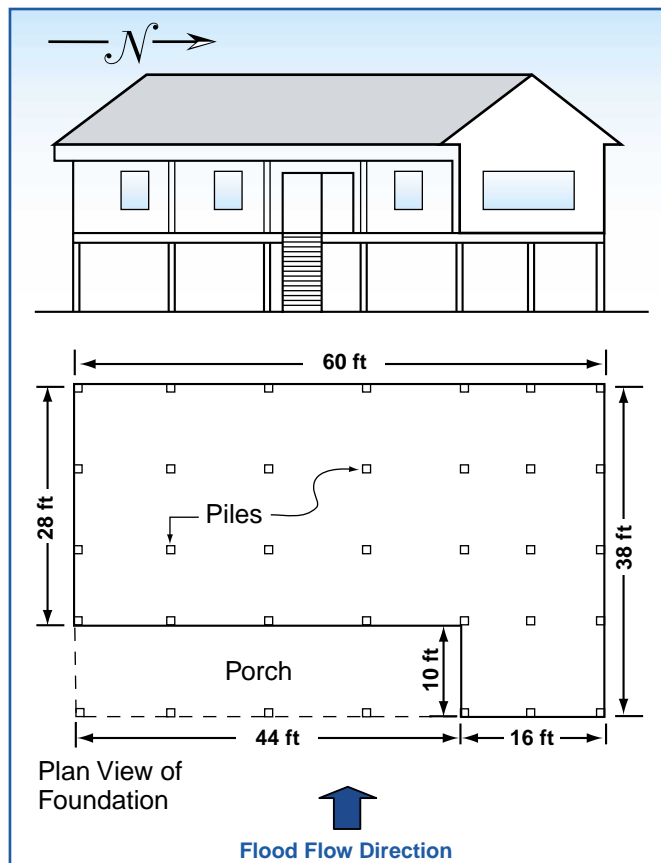 N
60 ft
28 ft
Piles
38 ft
Porch
10 ft
44 ft
16 ft
Plan View of
Foundation
Flood Flow Direction